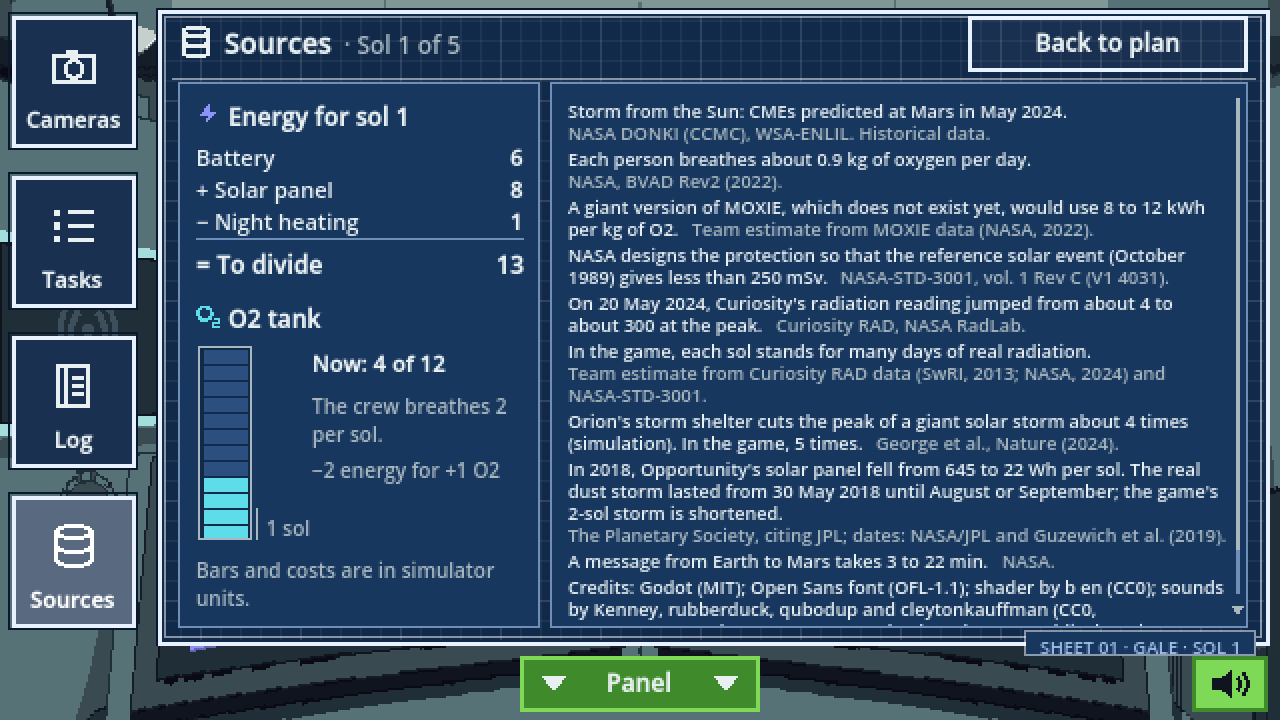 Cameras
Tasks
Log
Sources
Sources · Sol 1 of 5
Back to plan
Energy for sol 1
Battery 6
+ Solar panel 8
− Night heating 1
= To divide 13
O2 O2 tank
Now: 4 of 12
The crew breathes 2
per sol.
−2 energy for +1 O2
1 sol
Bars and costs are in simulator
units.
Storm from the Sun: CMEs predicted at Mars in May 2024.
NASA DONKI (CCMC), WSA-ENLIL. Historical data.
Each person breathes about 0.9 kg of oxygen per day.
NASA, BVAD Rev2 (2022).
A giant version of MOXIE, which does not exist yet, would use 8 to 12 kWh
per kg of O2. Team estimate from MOXIE data (NASA, 2022).
NASA designs the protection so that the reference solar event (October
1989) gives less than 250 mSv. NASA-STD-3001, vol. 1 Rev C (V1 4031).
On 20 May 2024, Curiosity's radiation reading jumped from about 4 to
about 300 at the peak. Curiosity RAD, NASA RadLab.
In the game, each sol stands for many days of real radiation.
Team estimate from Curiosity RAD data (SwRI, 2013; NASA, 2024) and
NASA-STD-3001.
Orion's storm shelter cuts the peak of a giant solar storm about 4 times
(simulation). In the game, 5 times. George et al., Nature (2024).
In 2018, Opportunity's solar panel fell from 645 to 22 Wh per sol. The real
dust storm lasted from 30 May 2018 until August or September; the game's
2-sol storm is shortened.
The Planetary Society, citing JPL; dates: NASA/JPL and Guzewich et al. (2019).
A message from Earth to Mars takes 3 to 22 min. NASA.
Credits: Godot (MIT); Open Sans font (OFL-1.1); shader by b en (CC0); sounds
by Kenney, rubberduck, qubodup and cleytonkauffman (CC0,
SHEET 01 · GALE · SOL 1
Panel